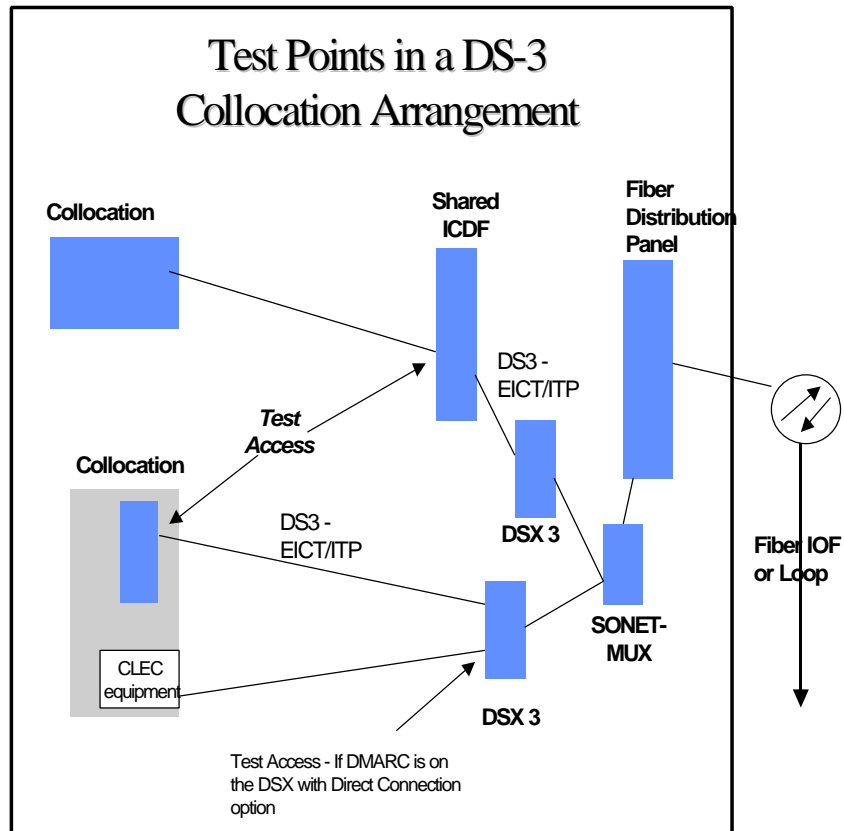 Test Points in a DS-3
Collocation Arrangement
Collocation
Shared
ICDF
Fiber
Distribution
Panel
DS3 -
EICT/ITP
Test
Access
Collocation
DS3 -
EICT/ITP
DSX 3
Fiber IOF
or Loop
SONET-
MUX
CLEC
equipment
DSX 3
Test Access - If DMARC is on
the DSX with Direct Connection
option